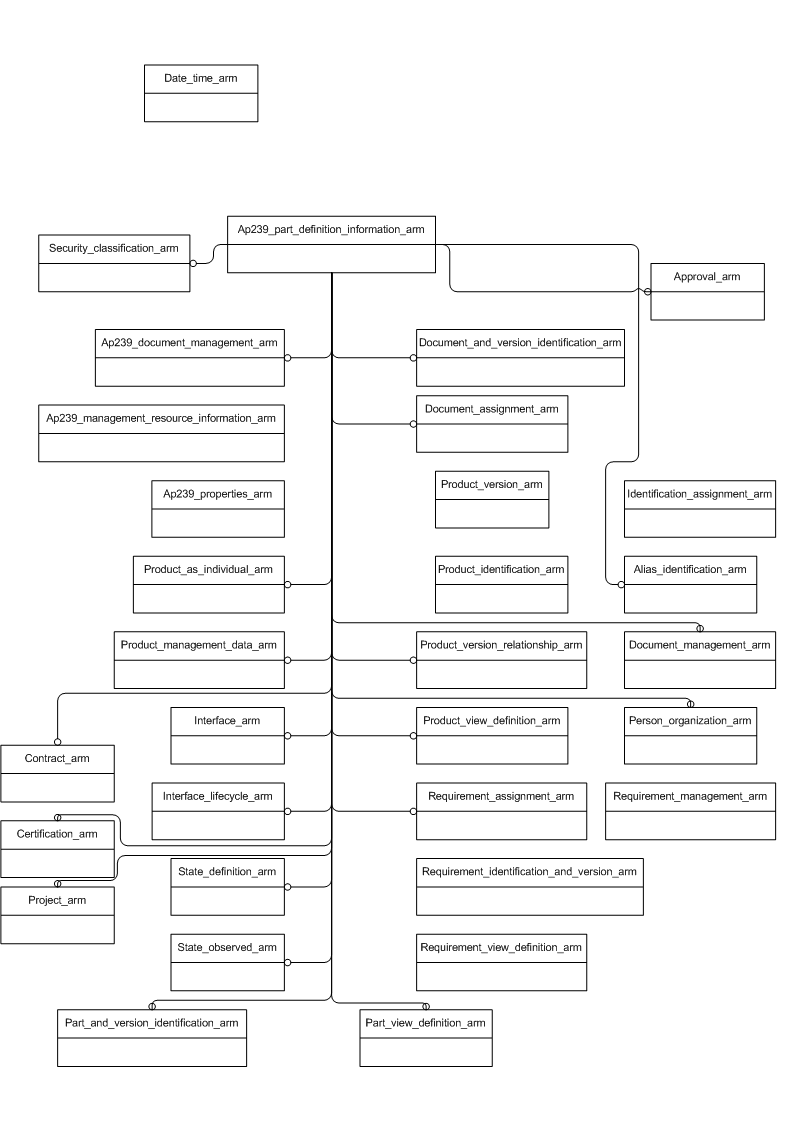 Date_time_arm
Ap239_part_definition_information_arm
Security_classification_arm
Approval_arm
Ap239_document_management_arm
Document_and_version_identification_arm
Document_assignment_arm
Ap239_management_resource_information_arm
Product_version_arm
Ap239_properties_arm
Identification_assignment_arm
Product_as_individual_arm
Product_identification_arm
Alias_identification_arm
Product_management_data_arm
Product_version_relationship_arm
Document_management_arm
Interface_arm
Product_view_definition_arm
Person_organization_arm
Contract_arm
Interface_lifecycle_arm
Requirement_assignment_arm
Requirement_management_arm
Certification_arm
State_definition_arm
Requirement_identification_and_version_arm
Project_arm
State_observed_arm
Requirement_view_definition_arm
Part_and_version_identification_arm
Part_view_definition_arm